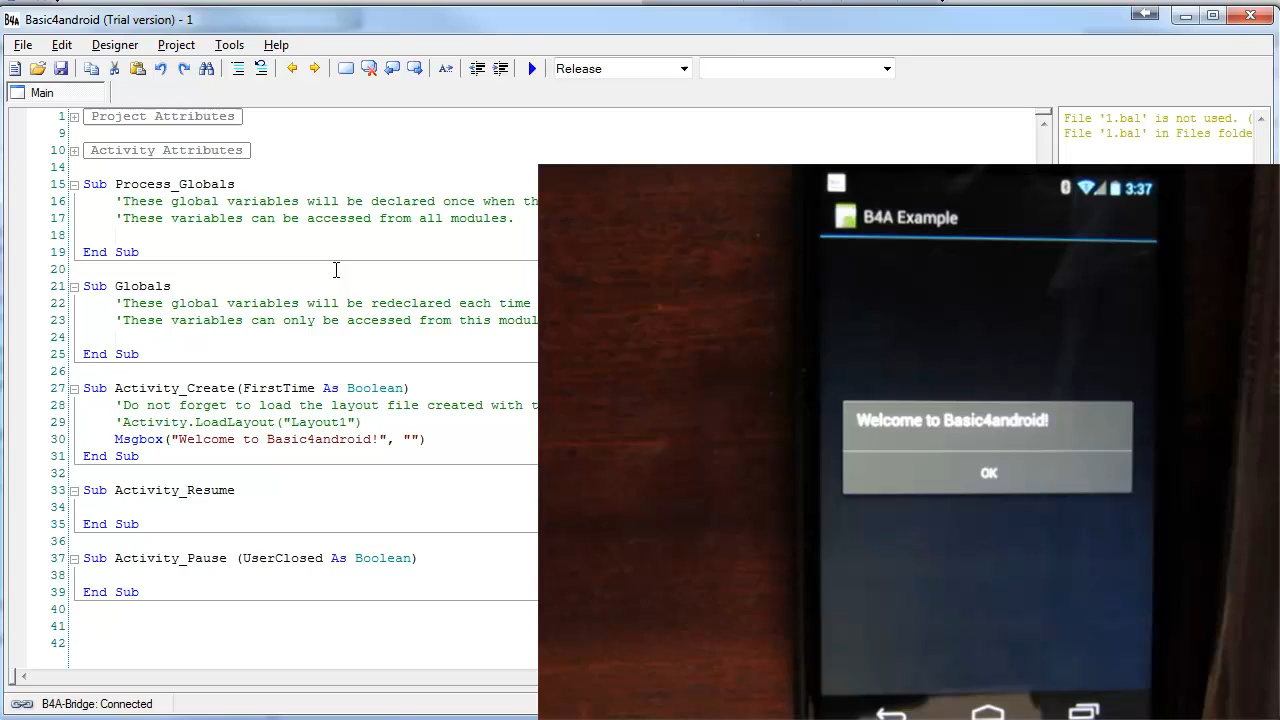 Basic4android (Trial version) - 1
File Edit Designer Project Tools Help
Release
Main
1 Project Attributes
9
10 Activity Attributes
14
15 Sub Process_Globals
16 'These global variables will be declared once when th
17 'These variables can be accessed from all modules.
18
19 End Sub
20
21 Sub Globals
22 'These global variables will be redeclared each time
23 'These variables can only be accessed from this modul
24
25 End Sub
26
27 Sub Activity_Create(FirstTime As Boolean)
28 'Do not forget to load the layout file created with t
29 'Activity.LoadLayout("Layout1")
30 Msgbox("Welcome to Basic4android!", "")
31 End Sub
32
33 Sub Activity_Resume
34
35 End Sub
36
37 Sub Activity_Pause (UserClosed As Boolean)
38
39 End Sub
40
41
42
File '1.bal' is not used. (
File '1.bal' in Files folde
3:37
B4A Example
Welcome to Basic4android!
OK
B4A-Bridge: Connected